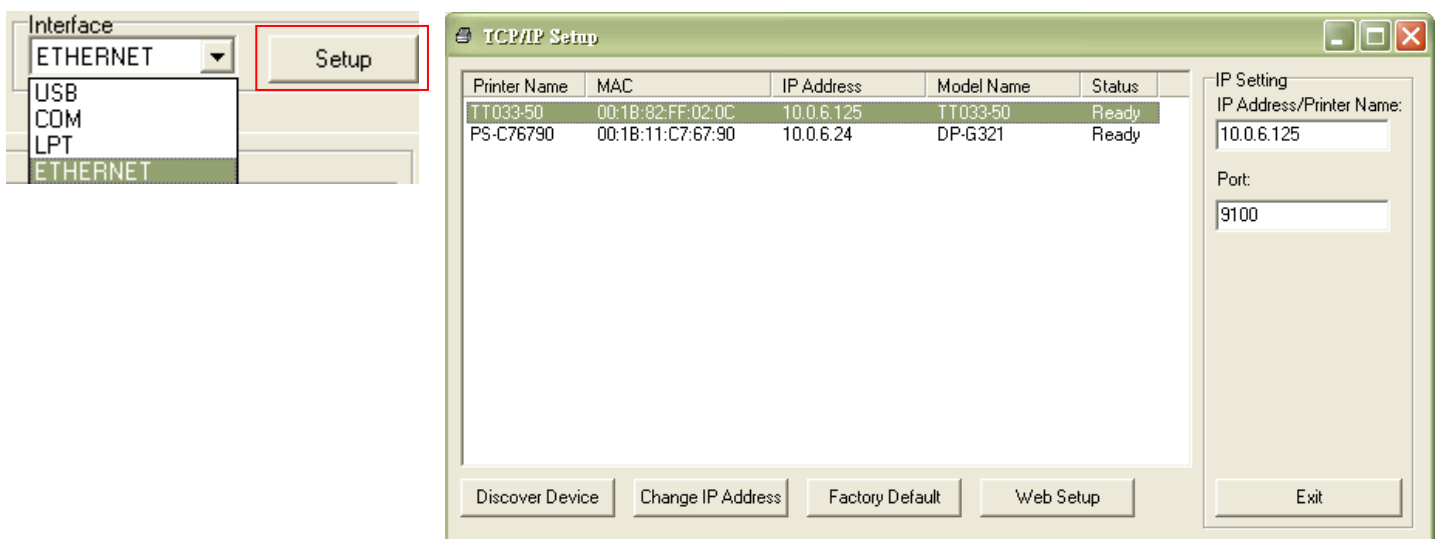 Interface
ETHERNET
Setup
USB
COM
LPT
ETHERNET
TCP/IP Setup
Printer Name MAC IP Address Model Name Status
TT033-50 00:1B:82:FF:02:0C 10.0.6.125 TT033-50 Ready
PS-C76790 00:1B:11:C7:67:90 10.0.6.24 DP-G321 Ready
IP Setting
IP Address/Printer Name:
10.0.6.125
Port:
9100
Discover Device Change IP Address Factory Default Web Setup Exit